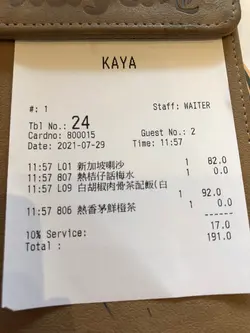 KAYA
#: 1 Staff: WAITER
Tbl No.: 24
Cardno: 800015 Guest No.: 2
Date: 2021-07-29 Time: 11:57
11:57 L01 新加坡喇沙 1 82.0
11:57 807 熱桔仔話梅水 1 0.0
11:57 L09 白胡椒肉骨茶配飯(白
1 92.0
11:57 806 熱香茅鮮橙茶 1 0.0
------
10% Service: 17.0
Total : 191.0